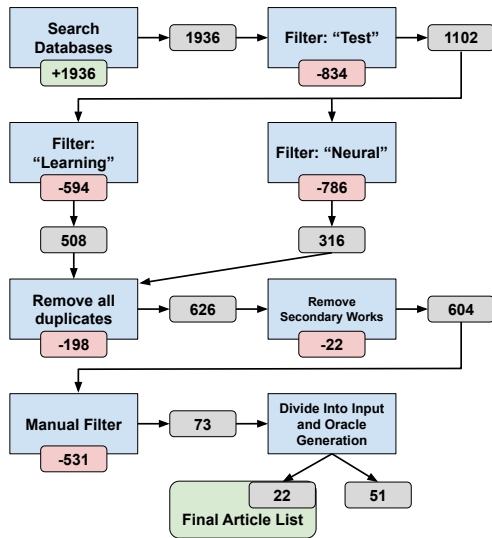 Search
Databases
+1936
1936
Filter: “Test”
-834
1102
Filter:
“Learning”
-594
Filter: “Neural”
-786
508
316
Remove all
duplicates
-198
626
Remove
Secondary Works
-22
604
Manual Filter
-531
73
Divide Into Input
and Oracle
Generation
22
51
Final Article List